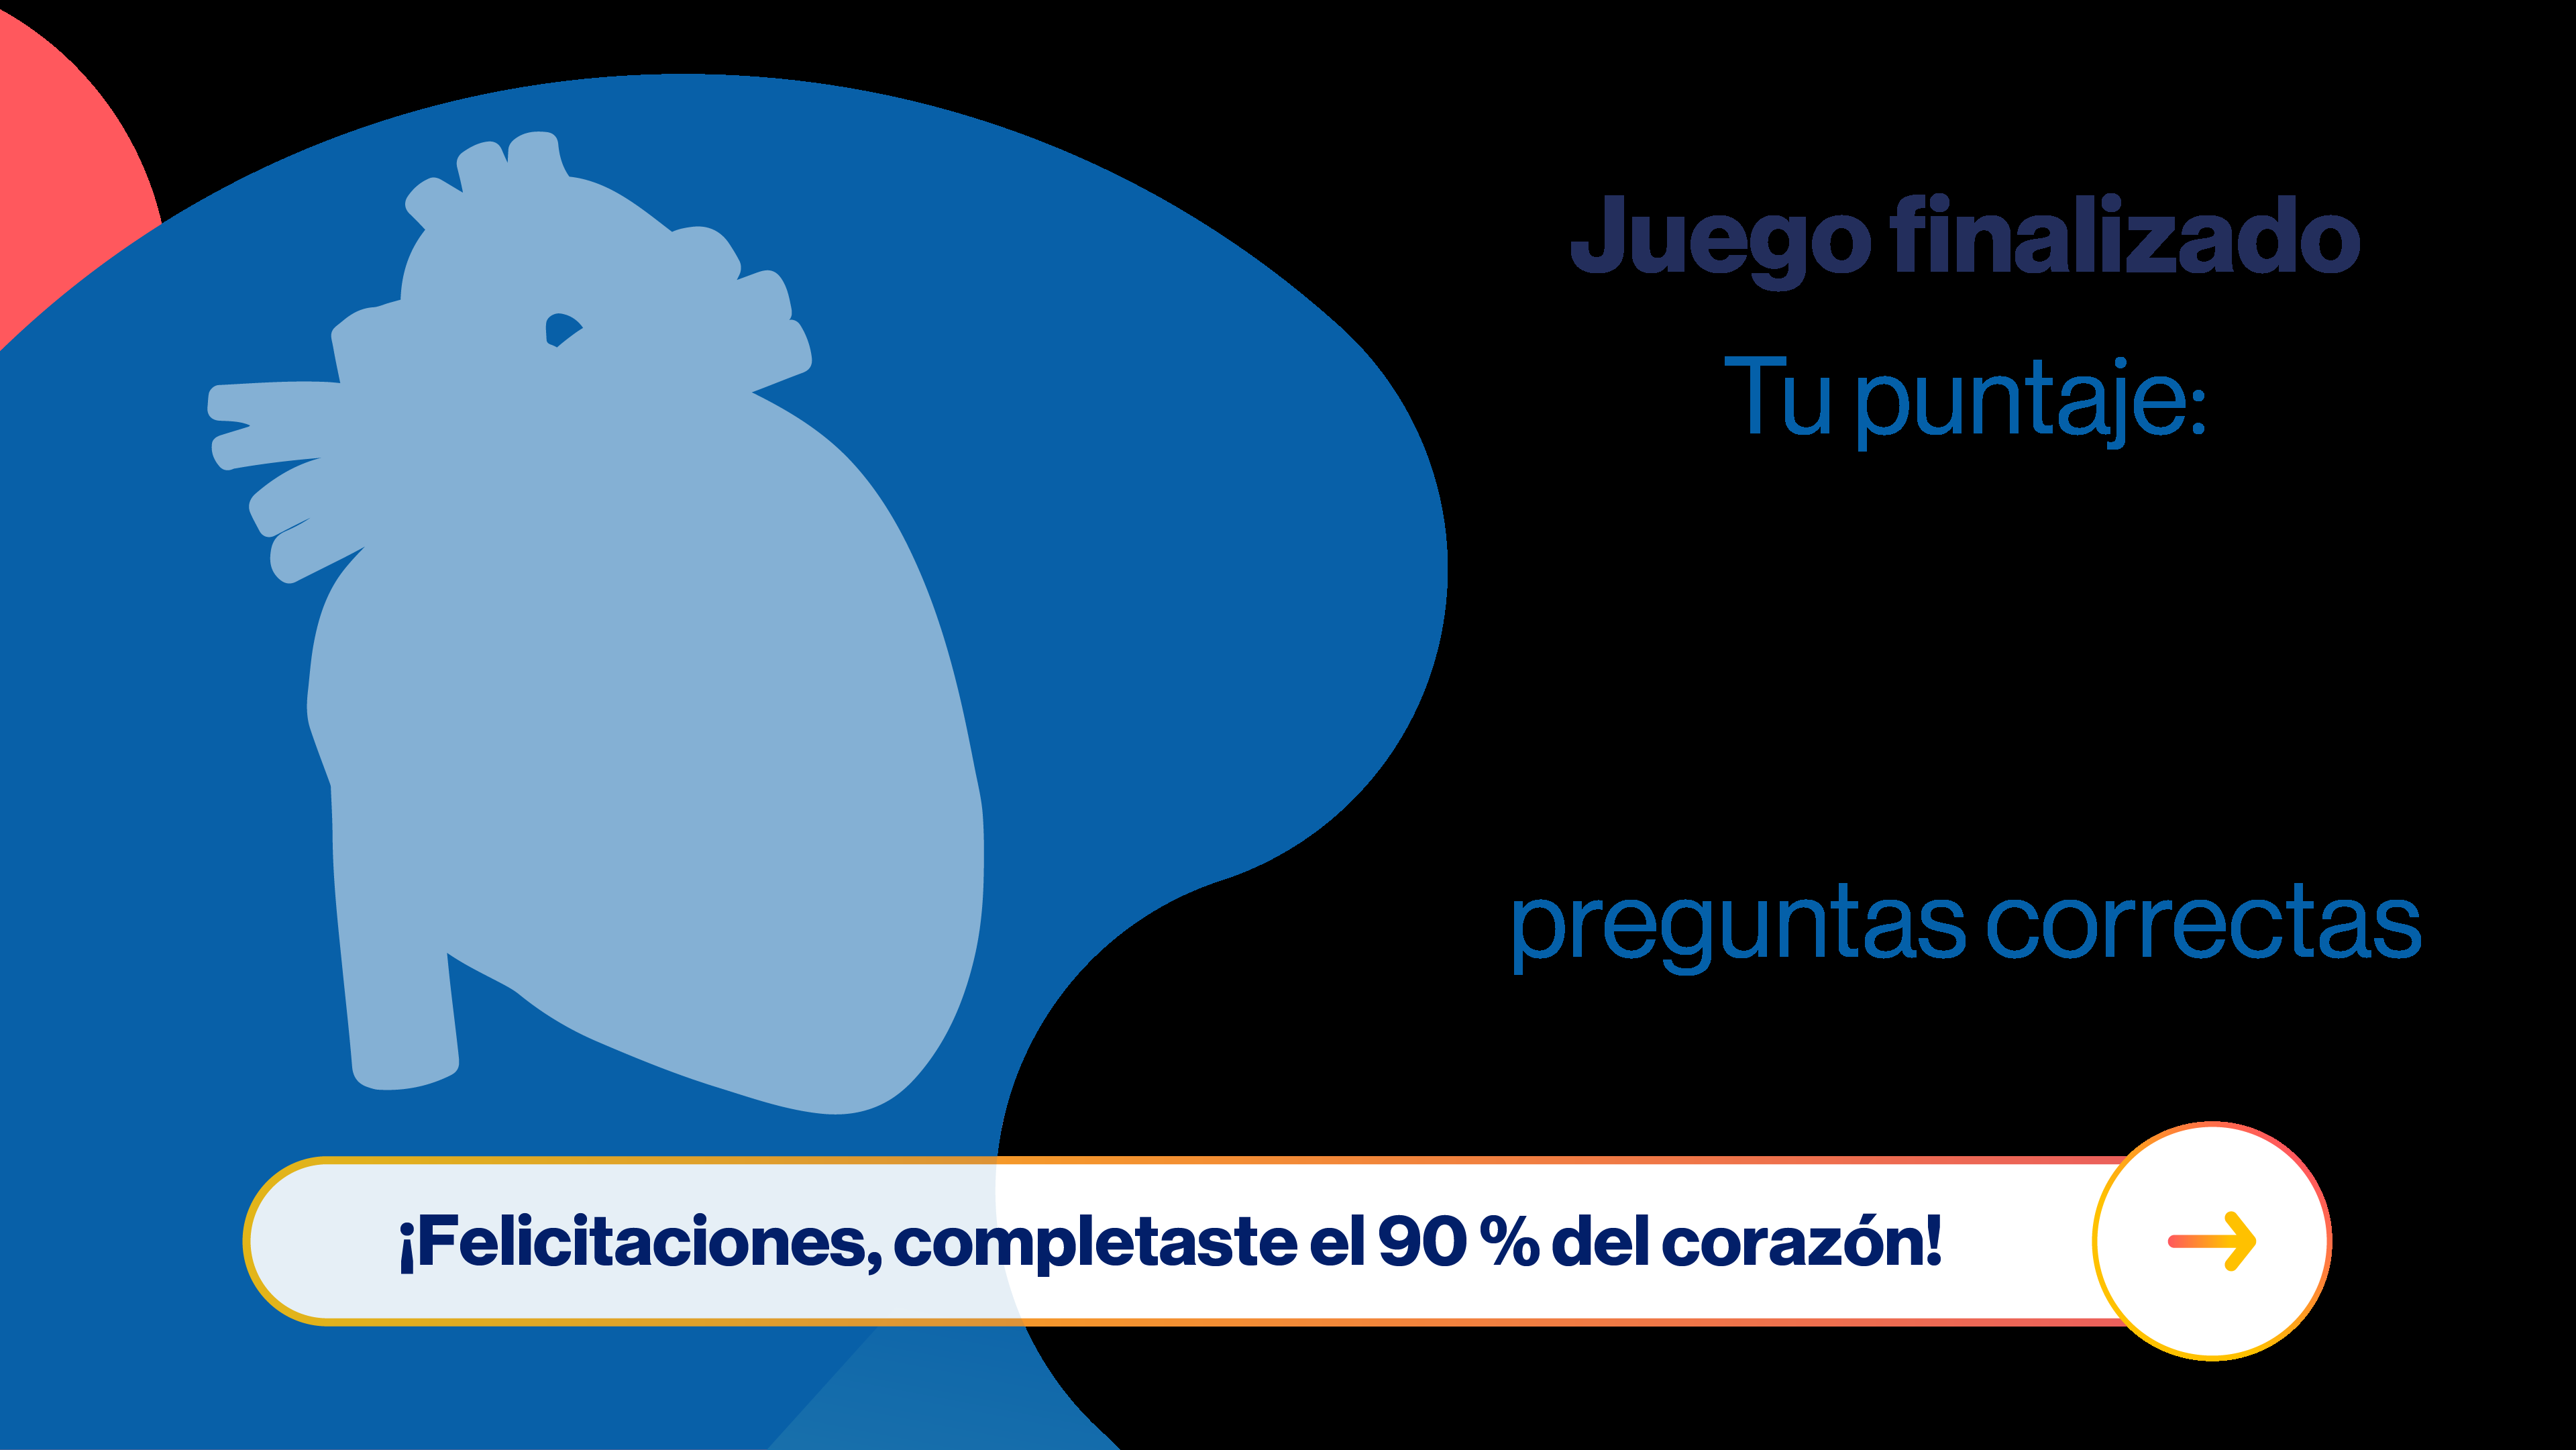 Juego finalizado
Tu puntaje:
preguntas correctas
¡Felicitaciones, completaste el 90 % del corazón!